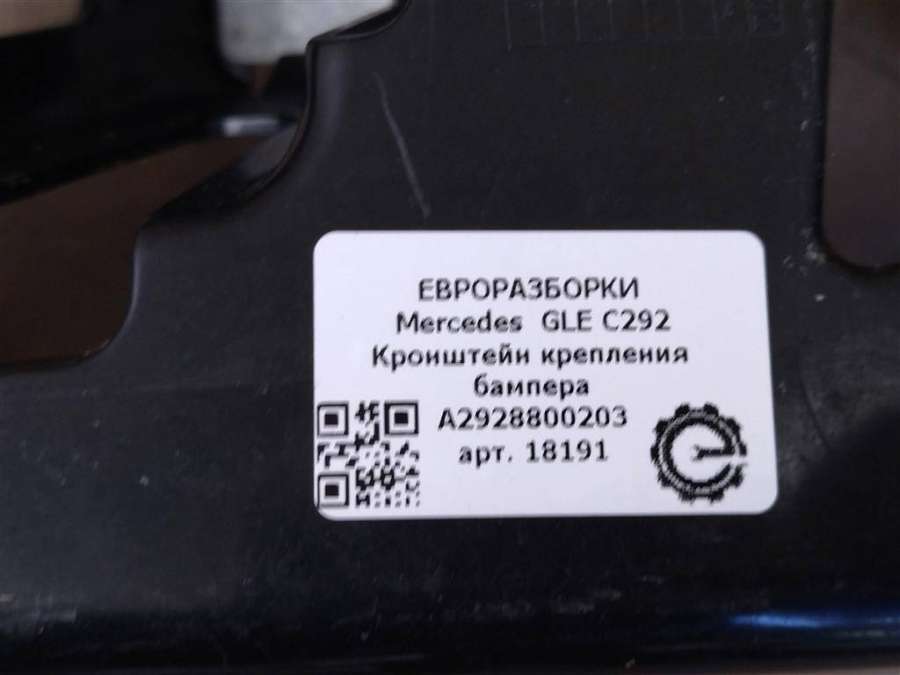 ЕВРОРАЗБОРКИ
Mercedes GLE C292
Кронштейн крепления
бампера
A2928800203
арт. 18191